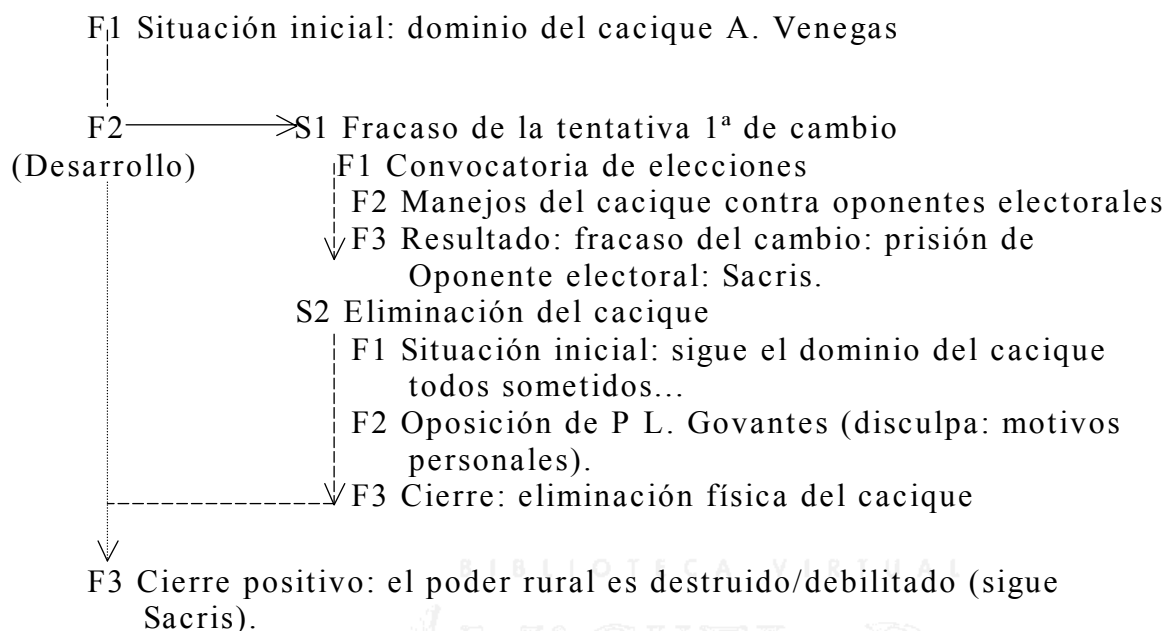 F1 Situación inicial: dominio del cacique A. Venegas
F2 S1 Fracaso de la tentativa 1ª de cambio
(Desarrollo) F1 Convocatoria de elecciones
F2 Manejos del cacique contra oponentes electorales
F3 Resultado: fracaso del cambio: prisión de
Oponente electoral: Sacris.
S2 Eliminación del cacique
F1 Situación inicial: sigue el dominio del cacique
todos sometidos...
F2 Oposición de P L. Govantes (disculpa: motivos
personales).
F3 Cierre: eliminación física del cacique
BIBLIOTECA VIRTUAL
F3 Cierre positivo: el poder rural es destruido/debilitado (sigue
Sacris).